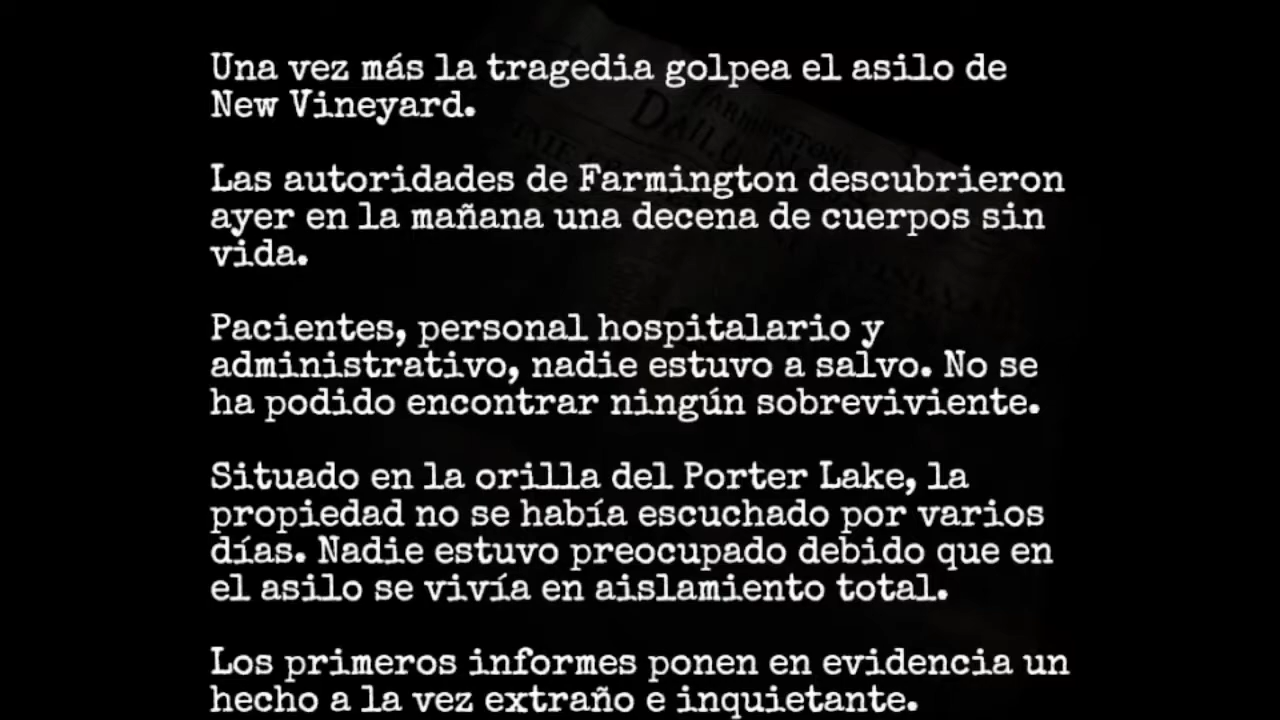 Una vez más la tragedia golpea el asilo de
New Vineyard.
Las autoridades de Farmington descubrieron
ayer en la mañana una decena de cuerpos sin
vida.
Pacientes, personal hospitalario y
administrativo, nadie estuvo a salvo. No se
ha podido encontrar ningún sobreviviente.
Situado en la orilla del Porter Lake, la
propiedad no se había escuchado por varios
días. Nadie estuvo preocupado debido que en
el asilo se vivía en aislamiento total.
Los primeros informes ponen en evidencia un
hecho a la vez extraño e inquietante.
FARMINGTON
DAILY